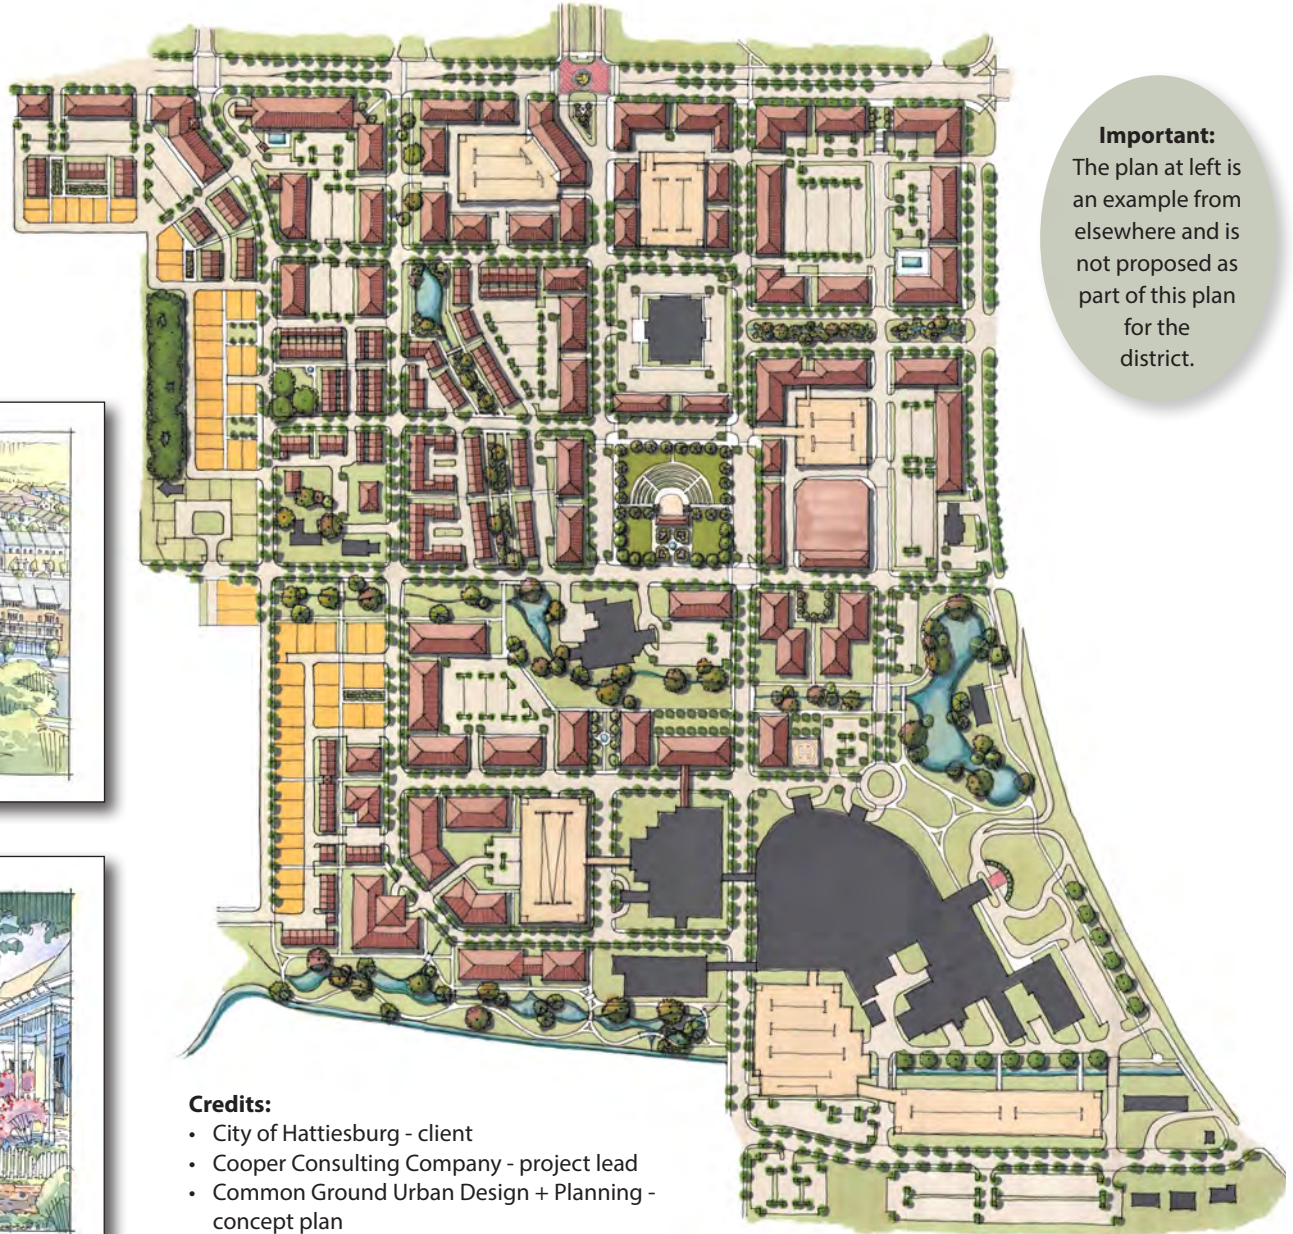 Important:
The plan at left is
an example from
elsewhere and is
not proposed as
part of this plan
for the
district.
Credits:
• City of Hattiesburg - client
• Cooper Consulting Company - project lead
• Common Ground Urban Design + Planning -
concept plan